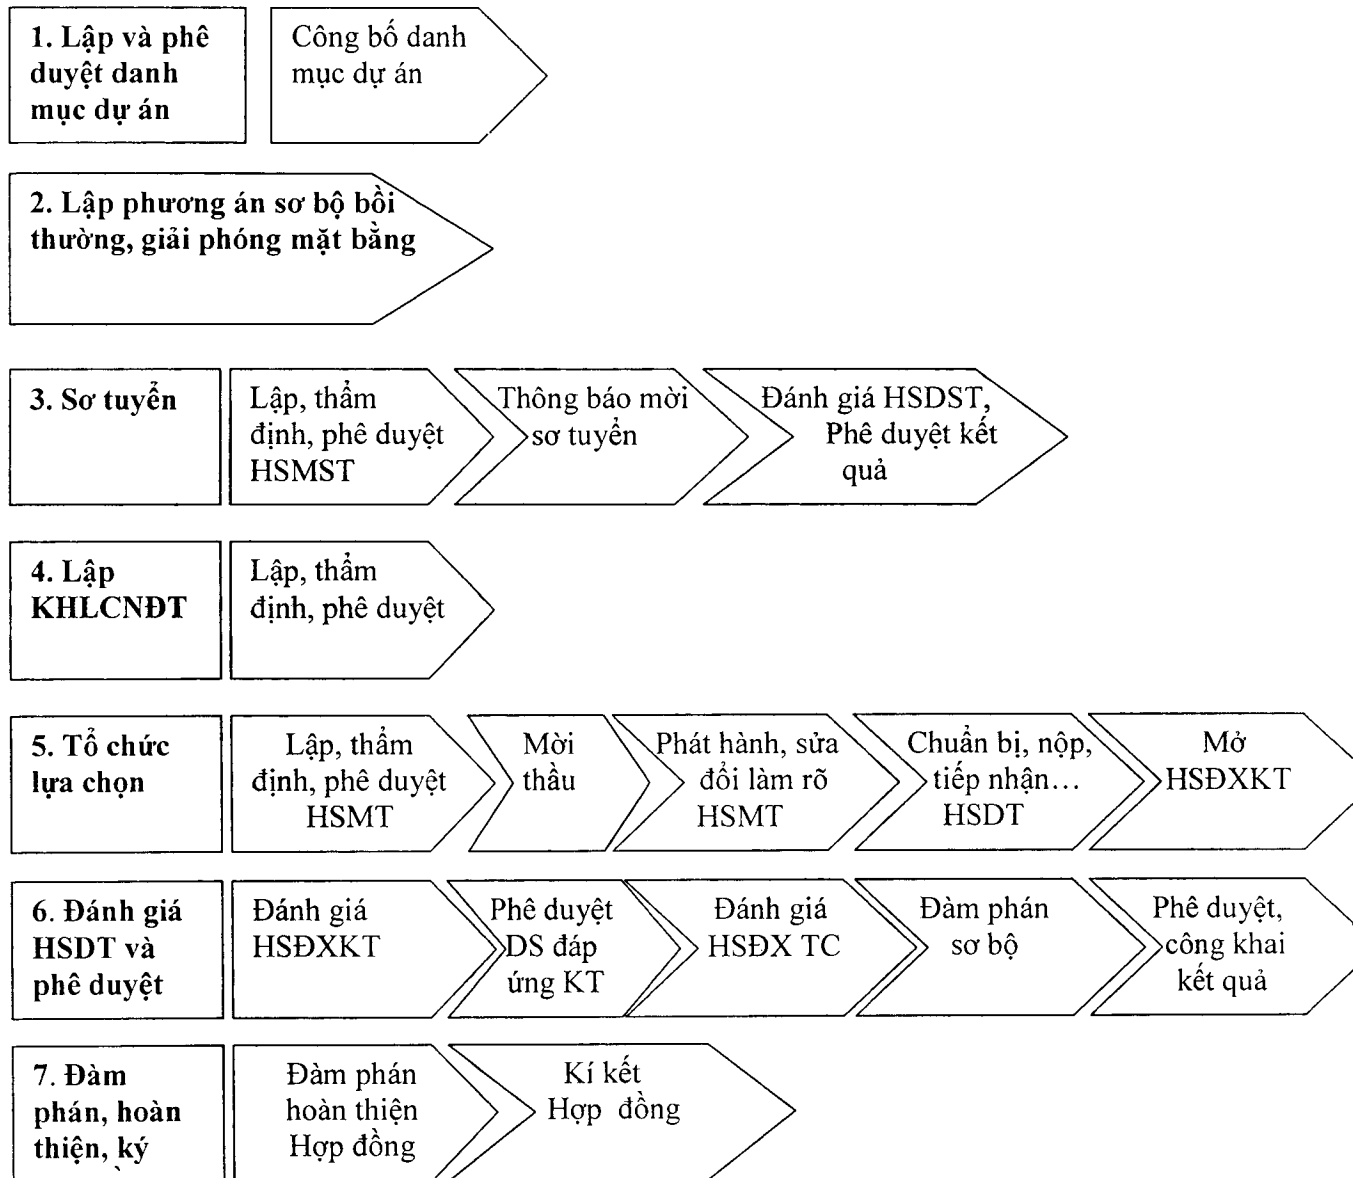 1. Lập và phê
duyệt danh
mục dự án
Công bố danh
mục dự án
2. Lập phương án sơ bộ bồi
thường, giải phóng mặt bằng
3. Sơ tuyển
Lập, thẩm
định, phê duyệt
HSMST
Thông báo mời
sơ tuyển
Đánh giá HSDST,
Phê duyệt kết
quả
4. Lập
KHLCNĐT
Lập, thẩm
định, phê duyệt
5. Tổ chức
lựa chọn
Lập, thẩm
định, phê duyệt
HSMT
Mời
thầu
Phát hành, sửa
đổi làm rõ
HSMT
Chuẩn bị, nộp,
tiếp nhận...
HSDT
Mở
HSĐXKT
6. Đánh giá
HSDT và
phê duyệt
Đánh giá
HSĐXKT
Phê duyệt
DS đáp
ứng KT
Đánh giá
HSĐX TC
Đàm phán
sơ bộ
Phê duyệt,
công khai
kết quả
7. Đàm
phán, hoàn
thiện, ký
Đàm phán
hoàn thiện
Hợp đồng
Kí kết
Hợp đồng